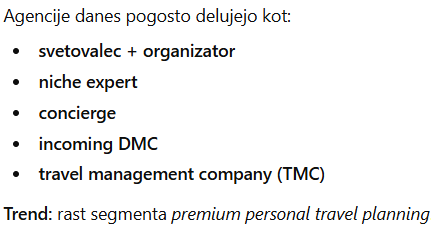 Agencije danes pogosto delujejo kot:
• svetovalec + organizator
• niche expert
• concierge
• incoming DMC
• travel management company (TMC)
Trend: rast segmenta premium personal travel planning